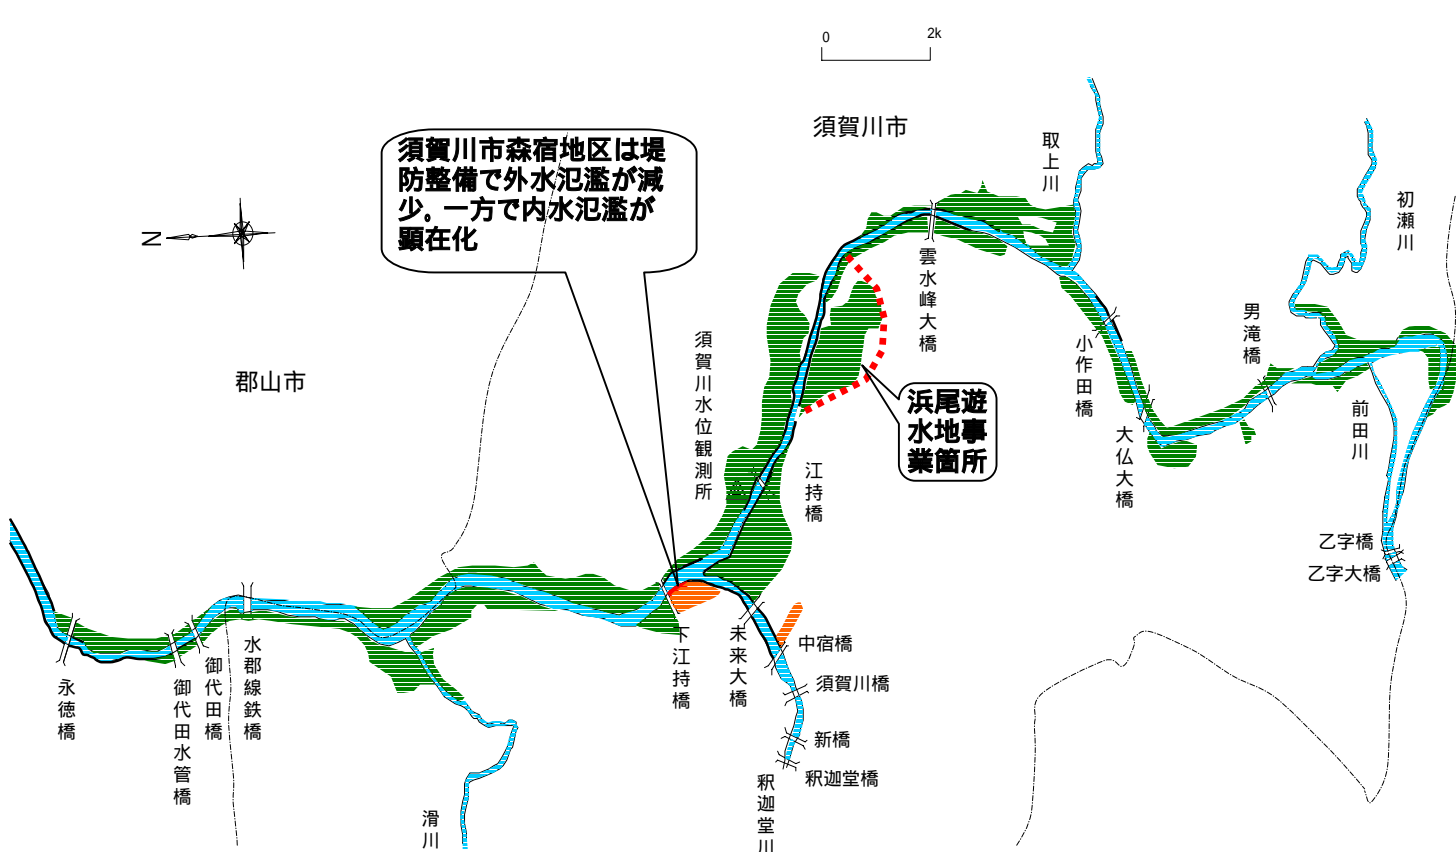 0 2k
須賀川市
取上川
初瀬川
須賀川市森宿地区は堤
防整備で外水氾濫が減
少。一方で内水氾濫が
顕在化
N
雲水峰大橋
男滝橋
小作田橋
須賀川水位観測所
郡山市
浜尾遊
水地事
業箇所
前田川
大仏大橋
江持橋
乙字橋
乙字大橋
下江持橋
未来大橋
中宿橋
須賀川橋
新橋
釈迦堂橋
釈迦堂川
水郡線鉄橋
御代田橋
御代田水管橋
永徳橋
滑川